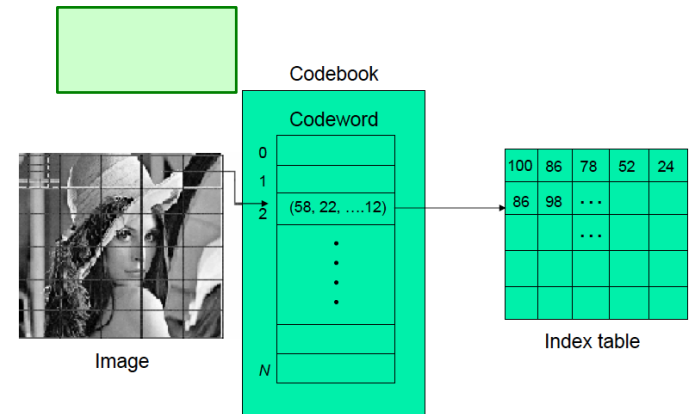 Codebook
Codeword
0
1
2
(58, 22, ....12)
N
Image
100 86 78 52 24
86 98 ...
...
Index table